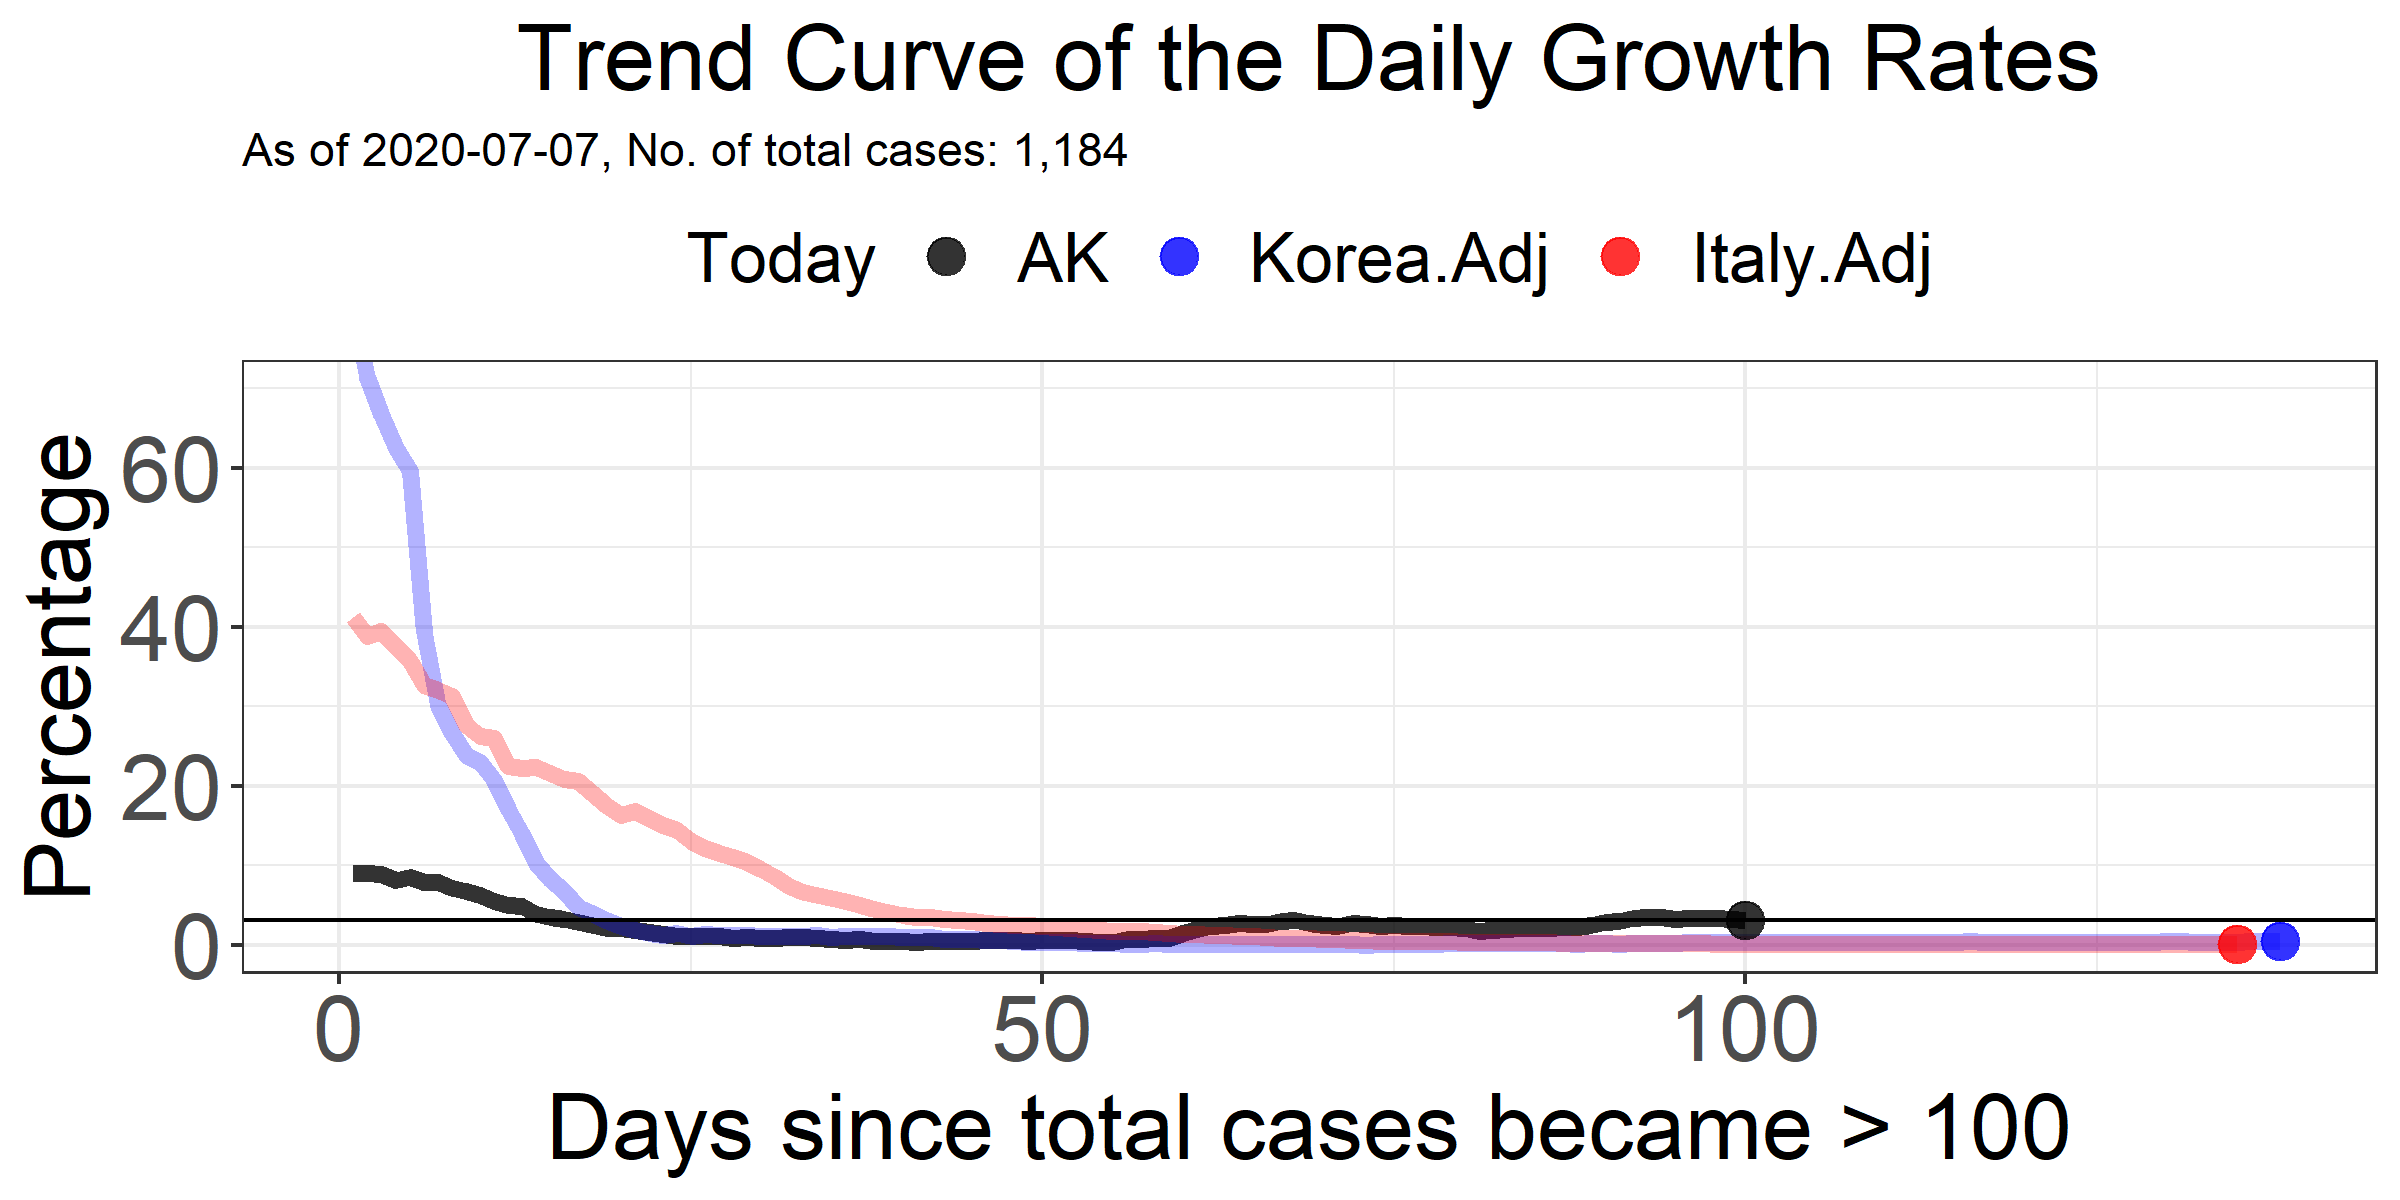 Trend Curve of the Daily Growth Rates
As of 2020-07-07, No. of total cases: 1,184
Today AK Korea.Adj Italy.Adj
Percentage
60
40
20
0
0 50 100
Days since total cases became > 100